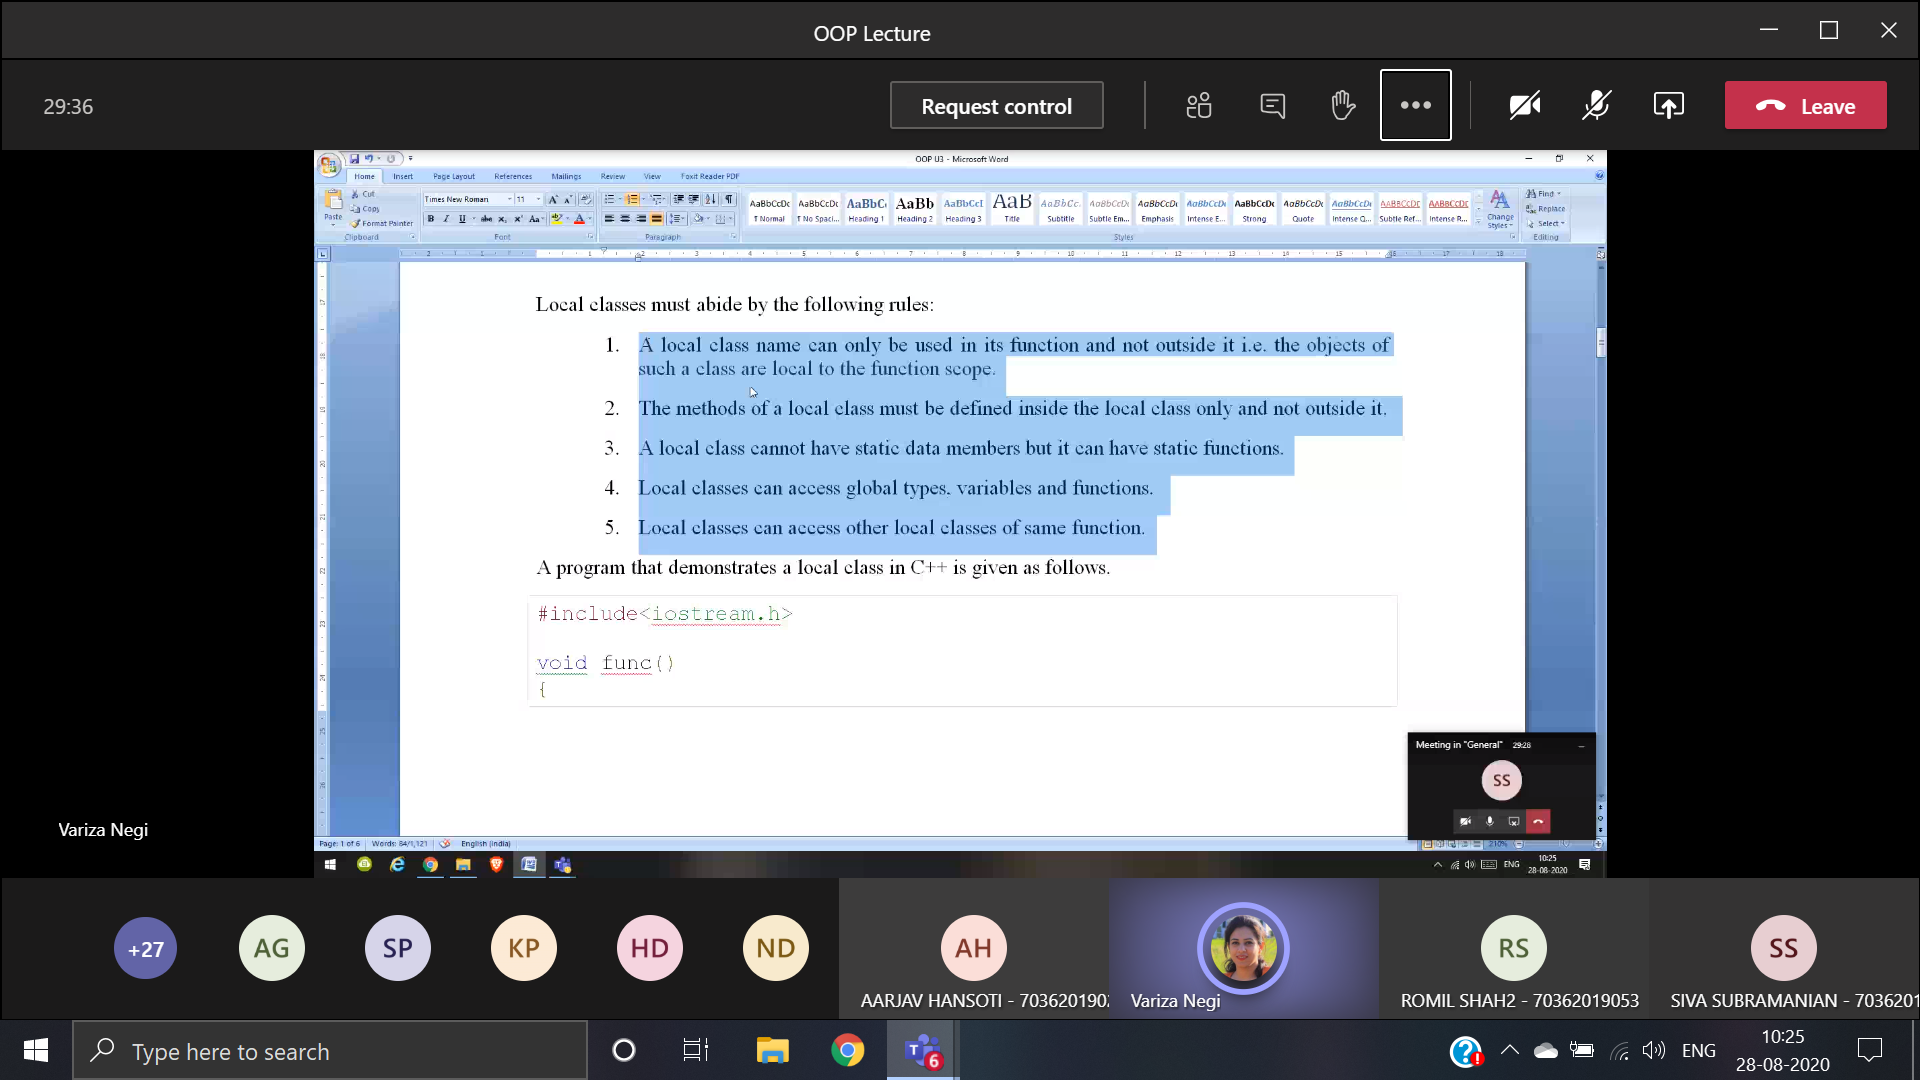 OOP Lecture
29:36
Request control
Leave
OOP U3 - Microsoft Word
Home Insert Page Layout References Mailings Review View Foxit Reader PDF
Cut
Copy
Format Painter
Paste
Clipboard
Times New Roman 11
Font
Paragraph
AaBbCcDc AaBbCcDc AaBbC AaBb AaBbCcI AaB AaBbCc. AaBbCcDc AaBbCcDc AaBbCcDc AaBbCcDc AaBbCcDc AaBbCcDc AABBCCDD AABBCCDD
¶ Normal ¶ No Spaci... Heading 1 Heading 2 Heading 3 Title Subtitle Subtle Em... Emphasis Intense E... Strong Quote Intense Q... Subtle Ref... Intense R...
Styles
Change Styles
Find
Replace
Select
Editing
Local classes must abide by the following rules:
1. A local class name can only be used in its function and not outside it i.e. the objects of
such a class are local to the function scope.
2. The methods of a local class must be defined inside the local class only and not outside it.
3. A local class cannot have static data members but it can have static functions.
4. Local classes can access global types, variables and functions.
5. Local classes can access other local classes of same function.
A program that demonstrates a local class in C++ is given as follows.
#include<iostream.h>
void func()
{
Meeting in "General" 29:28
SS
Page: 1 of 6 Words: 84/1,121 English (India) 210%
ENG
10:25
28-08-2020
Variza Negi
+27 AG SP KP HD ND AH RS SS
AARJAV HANSOTI - 7036201902
Variza Negi
ROMIL SHAH2 - 70362019053
SIVA SUBRAMANIAN - 7036201
Type here to search
6
ENG
10:25
28-08-2020